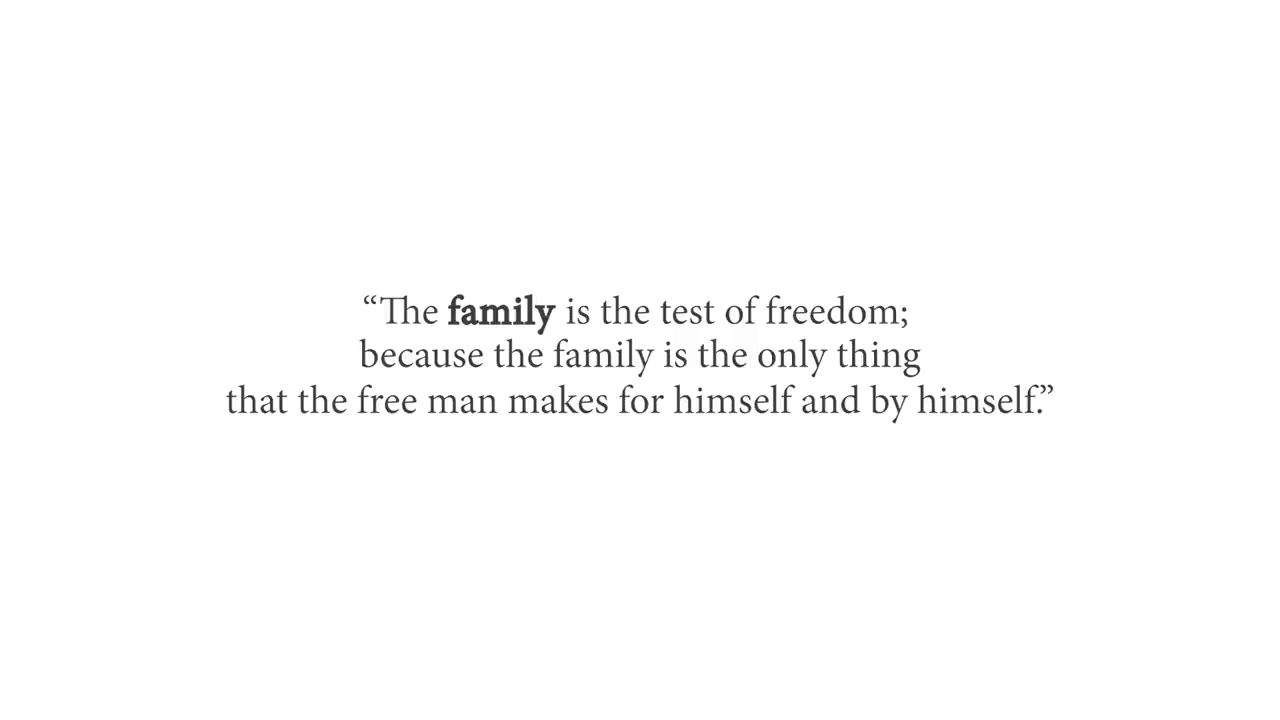 “The family is the test of freedom;
because the family is the only thing
that the free man makes for himself and by himself.”